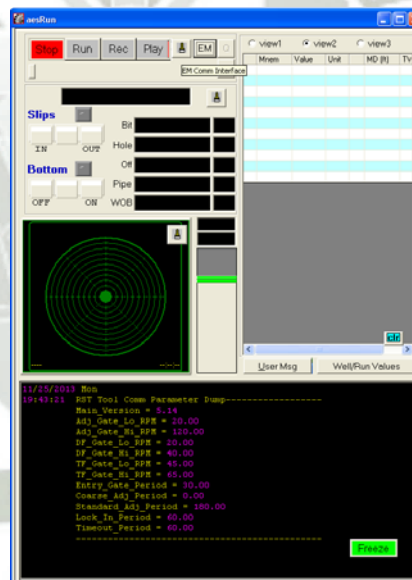 aesRun
Stop Run Rec Play EM
EM Comm Interface
view1 view2 view3
Mnem Value Unit MD (ft)
Slips
IN OUT
Bottom
OFF ON
Bit
Hole
Off
Pipe
WOB
clr
User Msg Well/Run Values
11/25/2013 Mon
19:43:21 RST Tool Comm Parameter Dump-------------------
Main_Version = 5.14
Adj_Gate_Lo_RPM = 20.00
Adj_Gate_Hi_RPM = 120.00
DF_Gate_Lo_RPM = 20.00
DF_Gate_Hi_RPM = 40.00
TF_Gate_Lo_RPM = 45.00
TF_Gate_Hi_RPM = 65.00
Entry_Gate_Period = 30.00
Coarse_Adj_Period = 0.00
Standard_Adj_Period = 180.00
Lock_In_Period = 60.00
Timeout_Period = 60.00
------------------------------------------------
Freeze